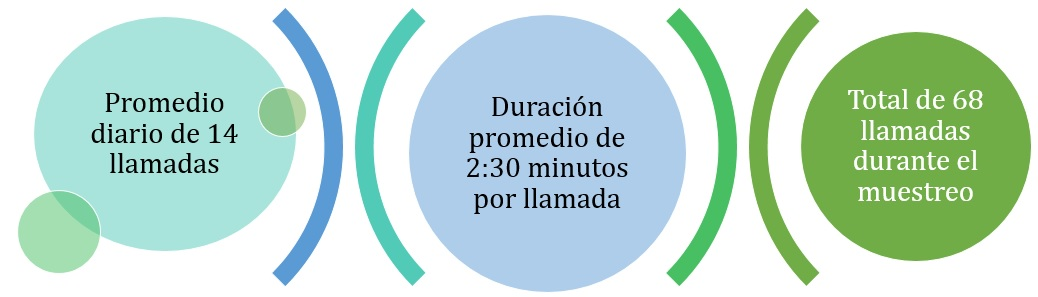 Promedio
diario de 14
llamadas
Duración
promedio de
2:30 minutos
por llamada
Total de 68
llamadas
durante el
muestreo